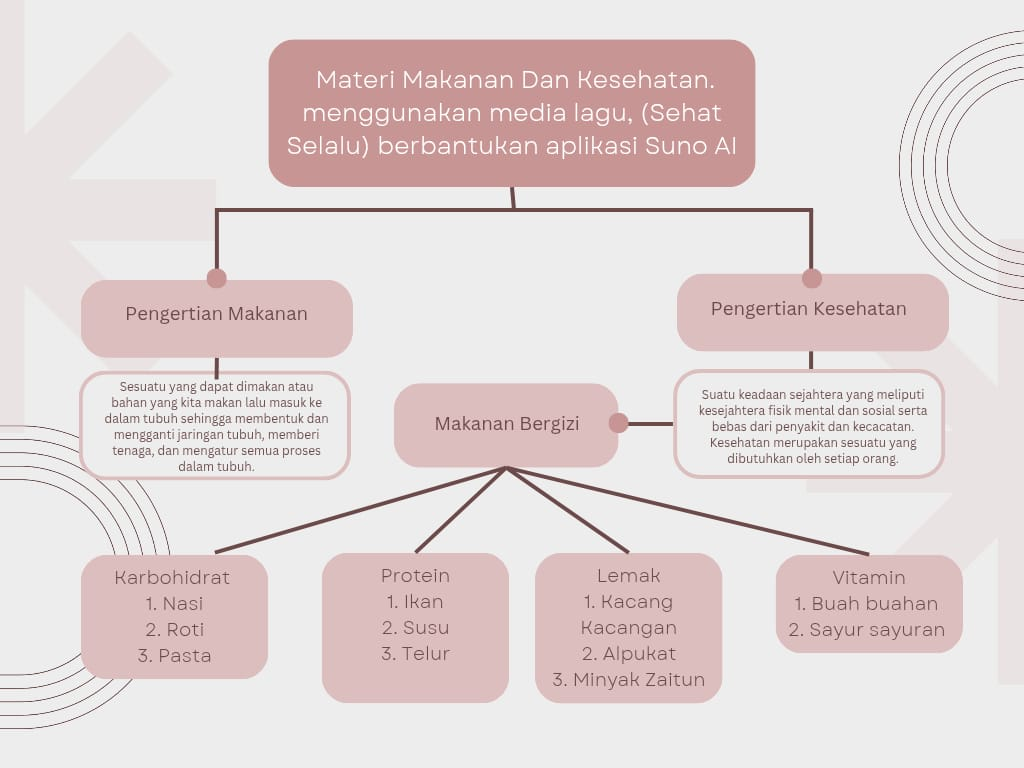 Materi Makanan Dan Kesehatan.
menggunakan media lagu, (Sehat
Selalu) berbantukan aplikasi Suno AI
Pengertian Makanan
Sesuatu yang dapat dimakan atau
bahan yang kita makan lalu masuk ke
dalam tubuh sehingga membentuk dan
mengganti jaringan tubuh, memberi
tenaga, dan mengatur semua proses
dalam tubuh.
Pengertian Kesehatan
Suatu keadaan sejahtera yang meliputi
kesejahtera fisik mental dan sosial serta
bebas dari penyakit dan kecacatan.
Kesehatan merupakan sesuatu yang
dibutuhkan oleh setiap orang.
Makanan Bergizi
Karbohidrat
1. Nasi
2. Roti
3. Pasta
Protein
1. Ikan
2. Susu
3. Telur
Lemak
1. Kacang
Kacangan
2. Alpukat
3. Minyak Zaitun
Vitamin
1. Buah buahan
2. Sayur sayuran